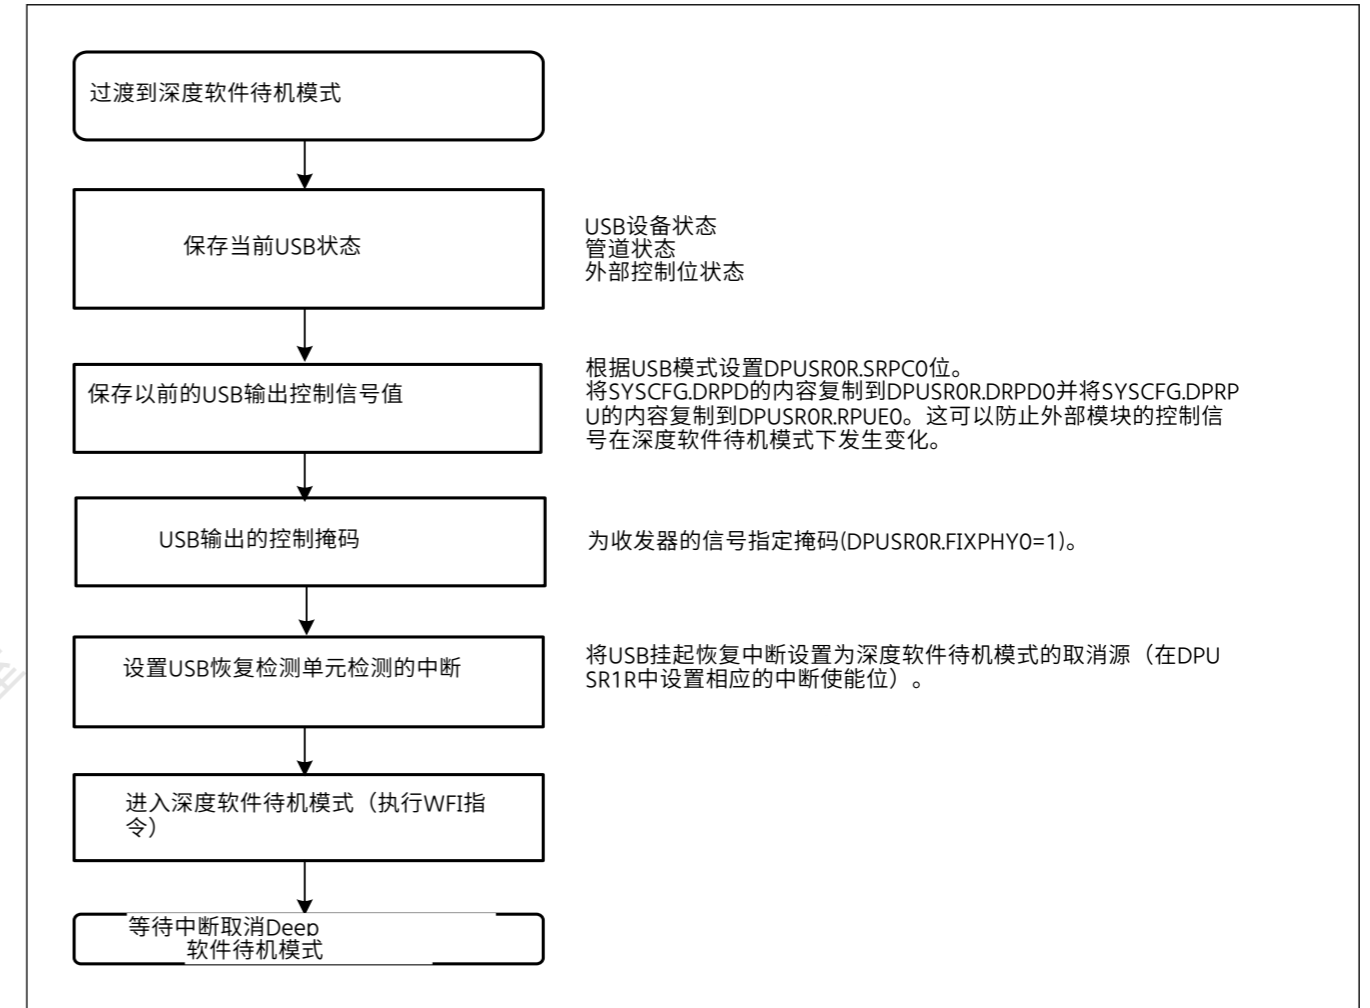 过渡到深度软件待机模式
保存当前USB状态
USB设备状态
管道状态
外部控制位状态
保存以前的USB输出控制信号值
根据USB模式设置DPUSR0R.SRPC0位。
将SYSCFG.DRPD的内容复制到DPUSR0R.DRPD0并将SYSCFG.DPRP
U的内容复制到DPUSR0R.RPUE0。这可以防止外部模块的控制信
号在深度软件待机模式下发生变化。
USB输出的控制掩码
为收发器的信号指定掩码(DPUSR0R.FIXPHY0=1)。
设置USB恢复检测单元检测的中断
将USB挂起恢复中断设置为深度软件待机模式的取消源（在DPU
SR1R中设置相应的中断使能位）。
进入深度软件待机模式（执行WFI指
令）
等待中断取消Deep
软件待机模式